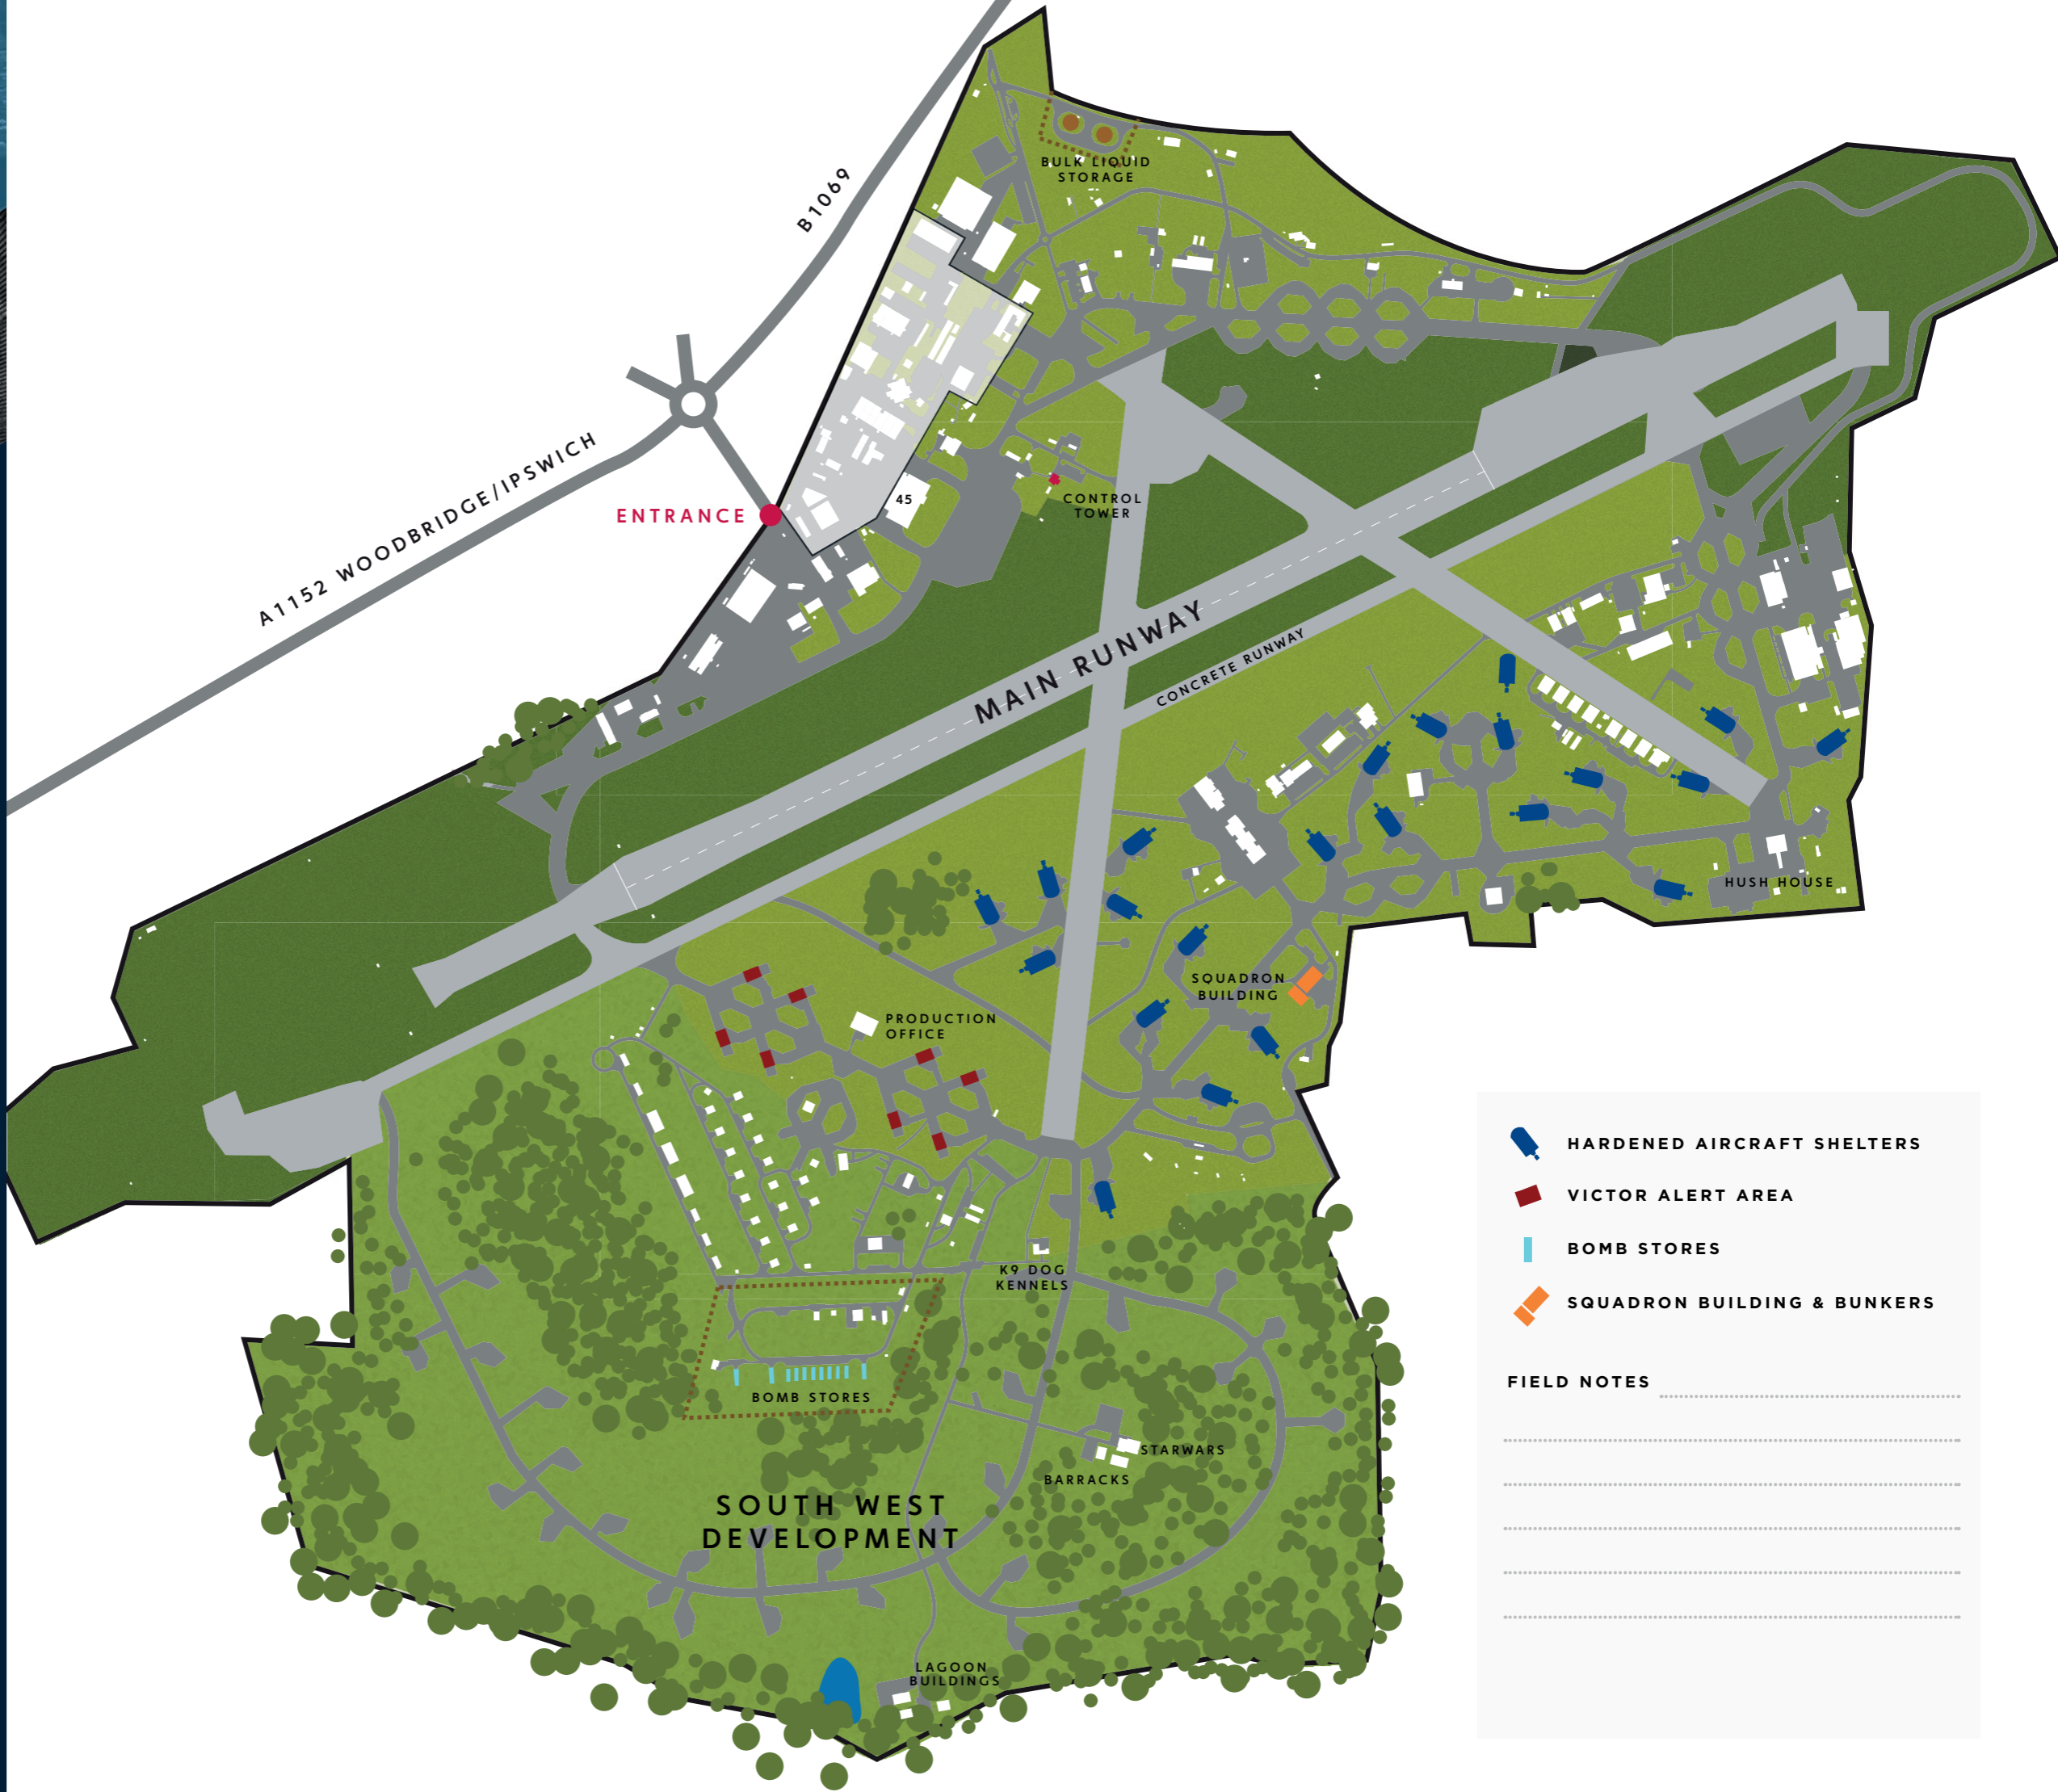 B1069
BULK LIQUID
STORAGE
A1152 WOODBRIDGE/IPSWICH
ENTRANCE
45
CONTROL
TOWER
MAIN RUNWAY
CONCRETE RUNWAY
HUSH HOUSE
SQUADRON
BUILDING
PRODUCTION
OFFICE
K9 DOG
KENNELS
BOMB STORES
STARWARS
BARRACKS
SOUTH WEST
DEVELOPMENT
LAGOON
BUILDINGS
HARDENED AIRCRAFT SHELTERS
VICTOR ALERT AREA
BOMB STORES
SQUADRON BUILDING & BUNKERS
FIELD NOTES